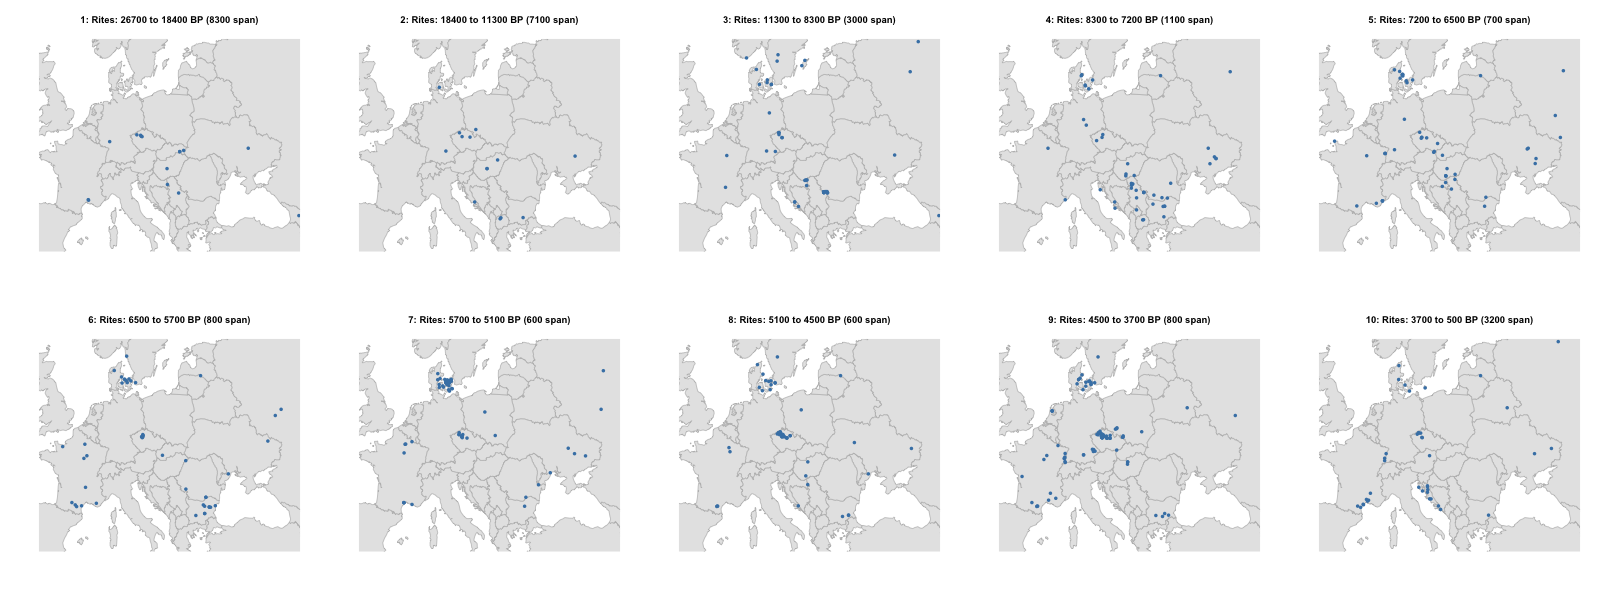 1: Rites: 26700 to 18400 BP (8300 span)
2: Rites: 18400 to 11300 BP (7100 span)
3: Rites: 11300 to 8300 BP (3000 span)
4: Rites: 8300 to 7200 BP (1100 span)
5: Rites: 7200 to 6500 BP (700 span)
6: Rites: 6500 to 5700 BP (800 span)
7: Rites: 5700 to 5100 BP (600 span)
8: Rites: 5100 to 4500 BP (600 span)
9: Rites: 4500 to 3700 BP (800 span)
10: Rites: 3700 to 500 BP (3200 span)